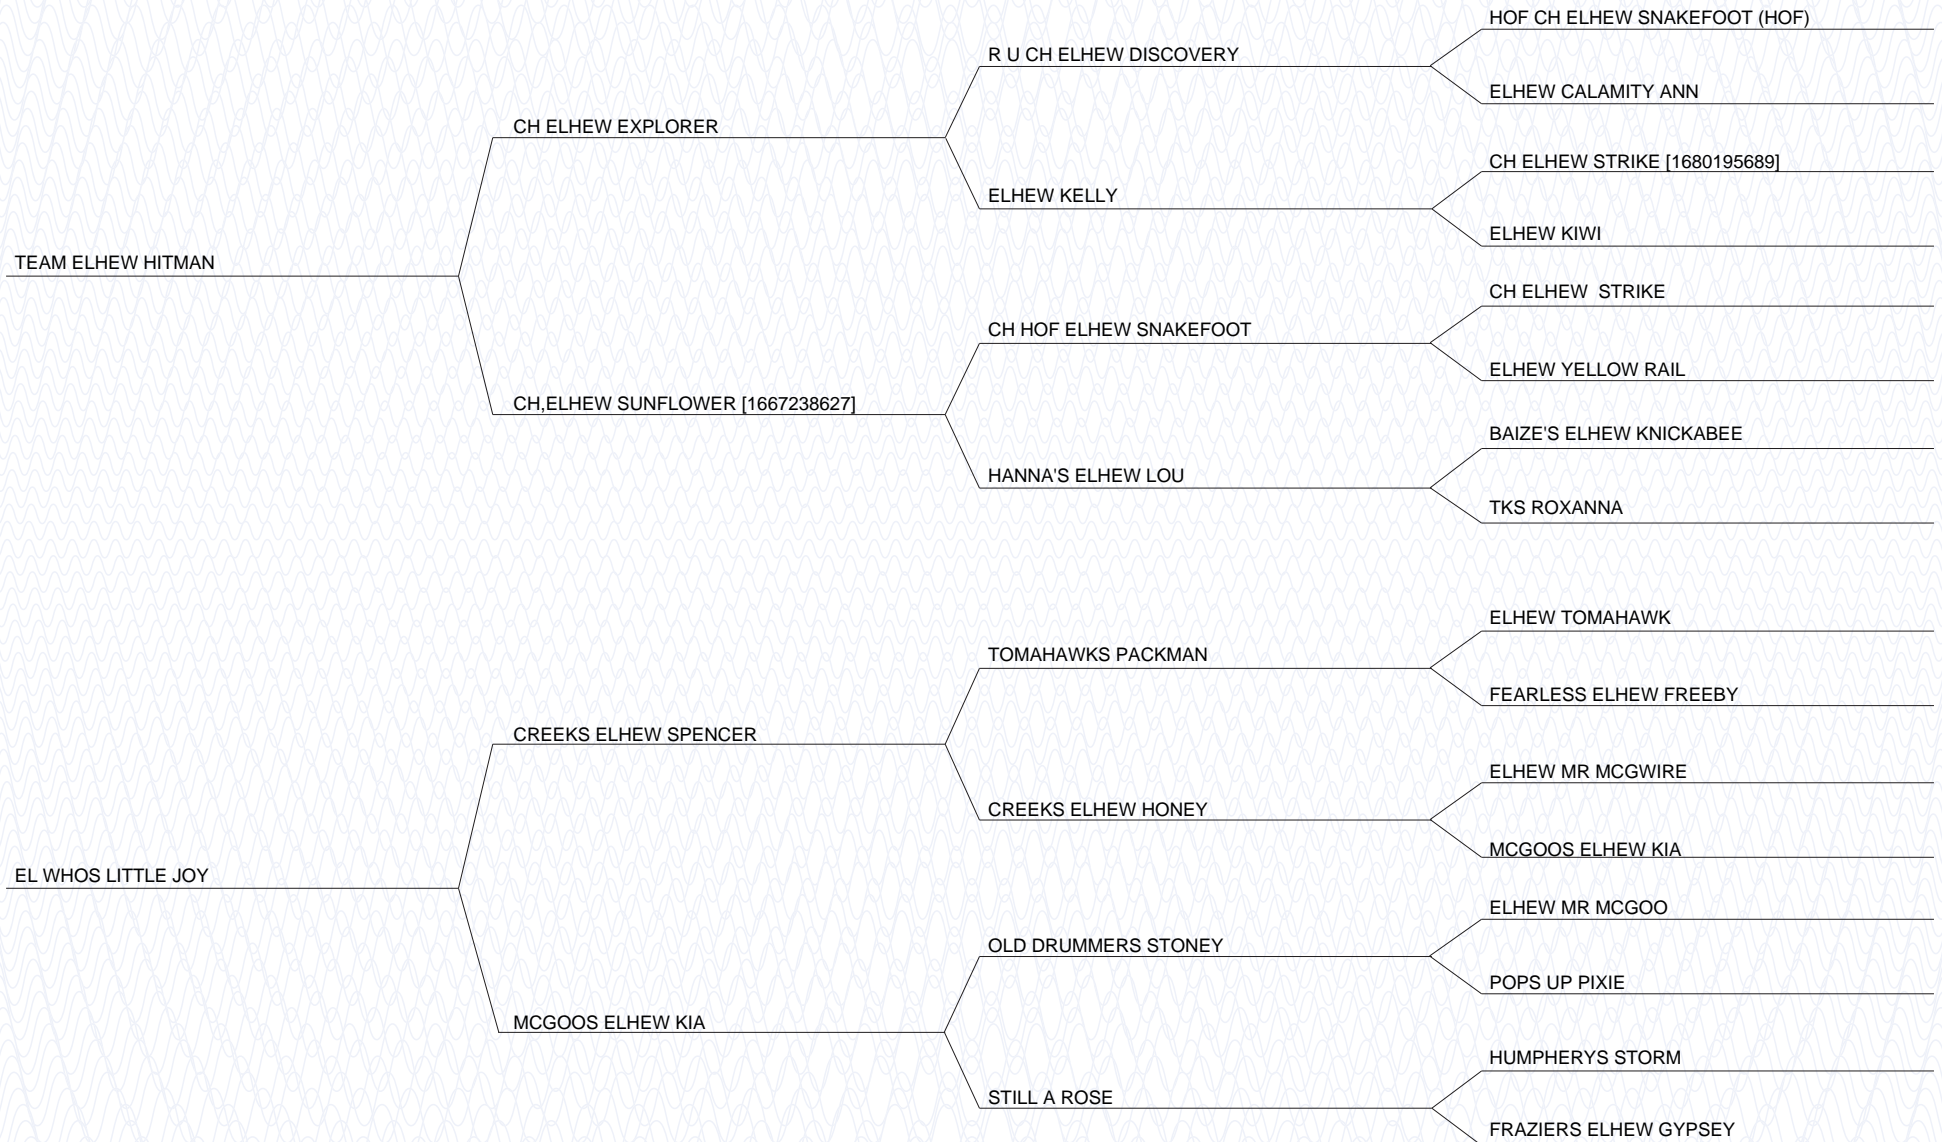 HOF CH ELHEW SNAKEFOOT (HOF)
R U CH ELHEW DISCOVERY
ELHEW CALAMITY ANN
CH ELHEW EXPLORER
CH ELHEW STRIKE [1680195689]
ELHEW KELLY
ELHEW KIWI
TEAM ELHEW HITMAN
CH ELHEW  STRIKE
CH HOF ELHEW SNAKEFOOT
ELHEW YELLOW RAIL
CH,ELHEW SUNFLOWER [1667238627]
BAIZE'S ELHEW KNICKABEE
HANNA'S ELHEW LOU
TKS ROXANNA
ELHEW TOMAHAWK
TOMAHAWKS PACKMAN
FEARLESS ELHEW FREEBY
CREEKS ELHEW SPENCER
ELHEW MR MCGWIRE
CREEKS ELHEW HONEY
MCGOOS ELHEW KIA
EL WHOS LITTLE JOY
ELHEW MR MCGOO
OLD DRUMMERS STONEY
POPS UP PIXIE
MCGOOS ELHEW KIA
HUMPHERYS STORM
STILL A ROSE
FRAZIERS ELHEW GYPSEY